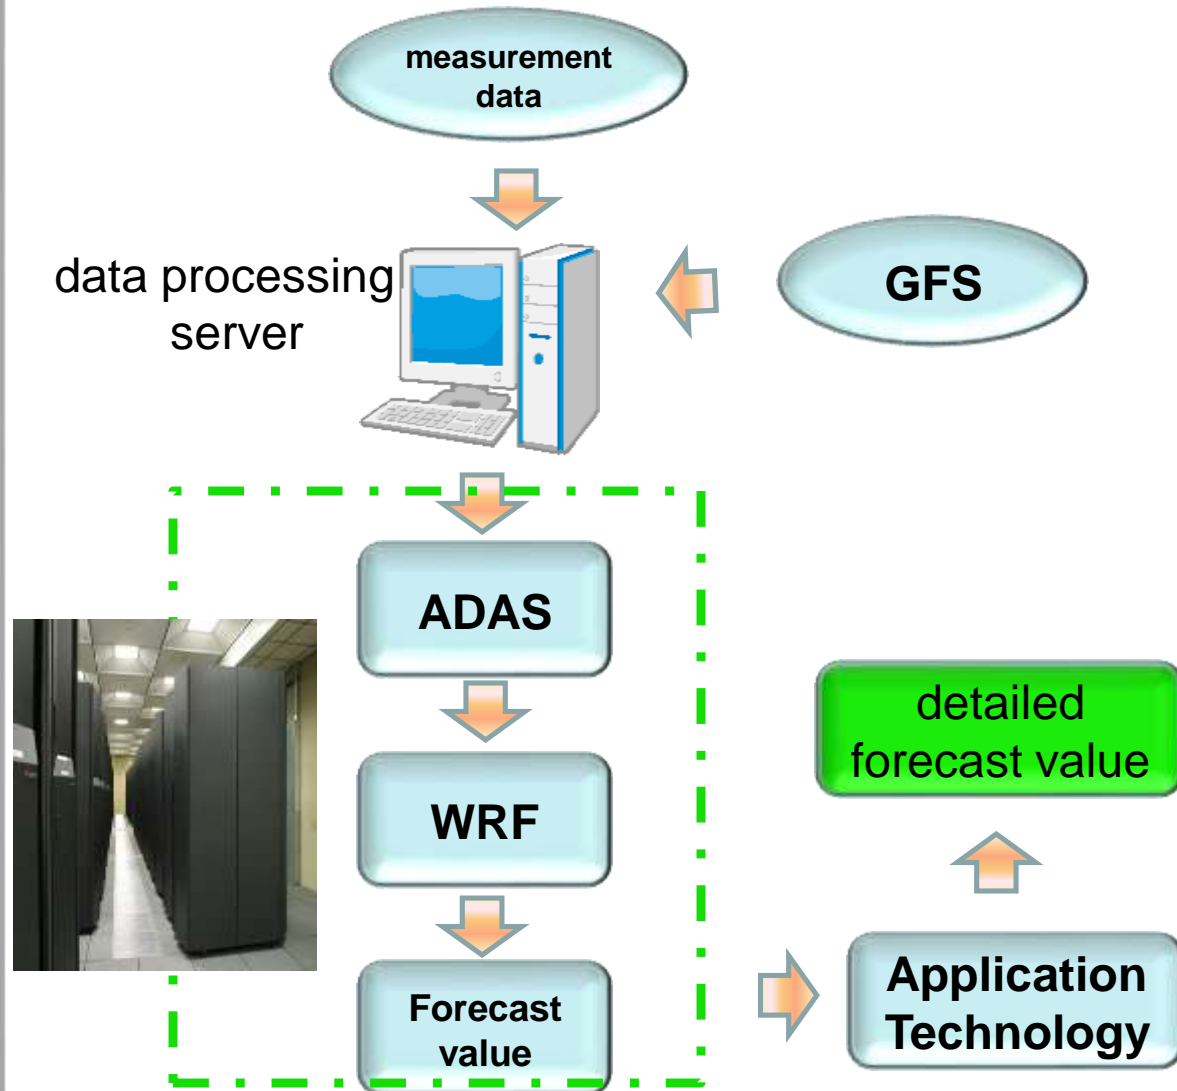 measurement
data
data processing
server
GFS
ADAS
WRF
Forecast
value
detailed
forecast value
Application
Technology